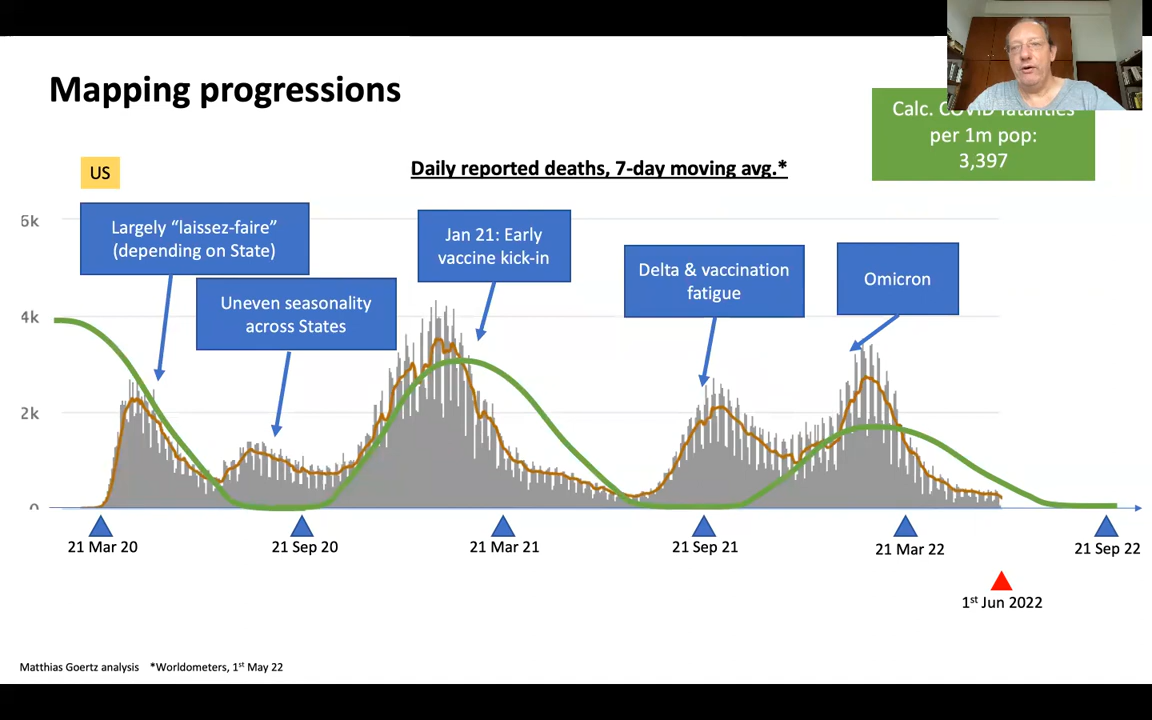 Mapping progressions
Calc. COVID fatalities
per 1m pop:
3,397
US
Daily reported deaths, 7-day moving avg.*
Largely “laissez-faire”
(depending on State)
Uneven seasonality
across States
Jan 21: Early
vaccine kick-in
Delta & vaccination
fatigue
Omicron
6k
4k
2k
0
21 Mar 20
21 Sep 20
21 Mar 21
21 Sep 21
21 Mar 22
21 Sep 22
1st Jun 2022
Matthias Goertz analysis *Worldometers, 1st May 22